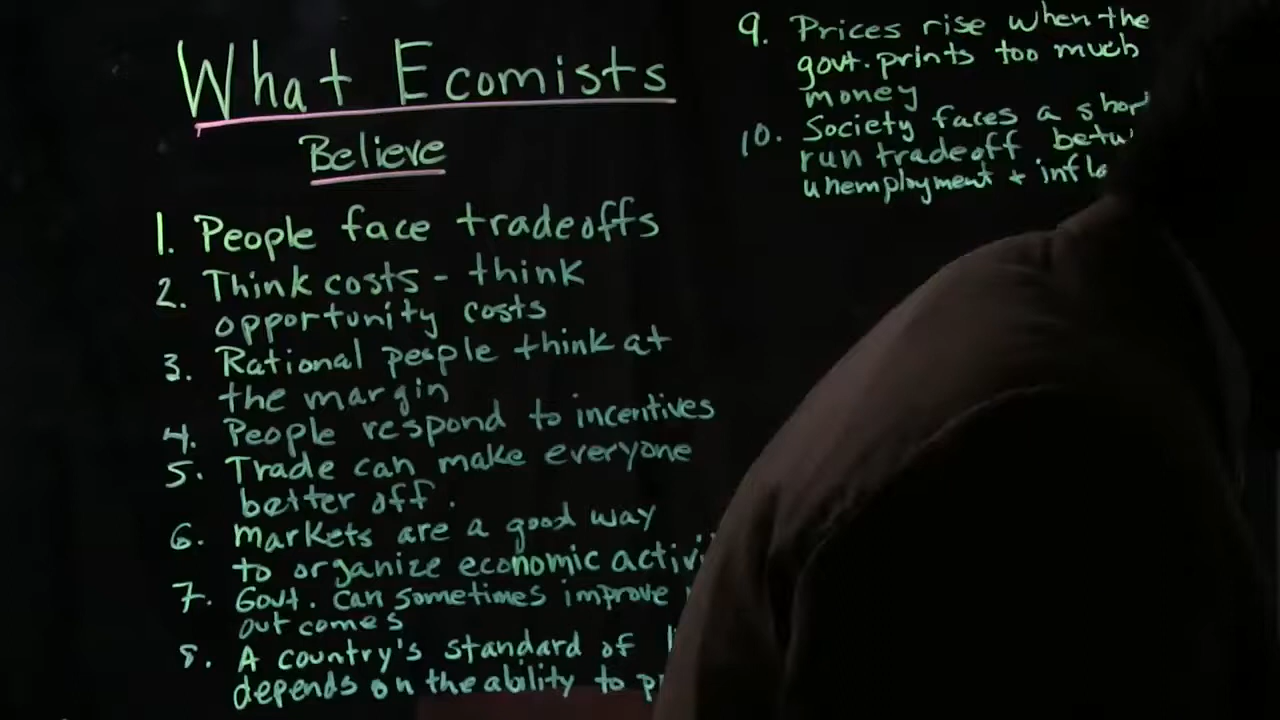 What Ecomists
Believe
1. People face tradeoffs
2. Think costs - think
opportunity costs
3. Rational people think at
the margin
4. People respond to incentives
5. Trade can make everyone
better off.
6. Markets are a good way
to organize economic
7. Govt. can sometimes improve
outcomes
8. A country's standard of
depends on the ability to
9. Prices rise when the
govt. prints too much
money
10. Society faces a
run tradeoff
unemployment +